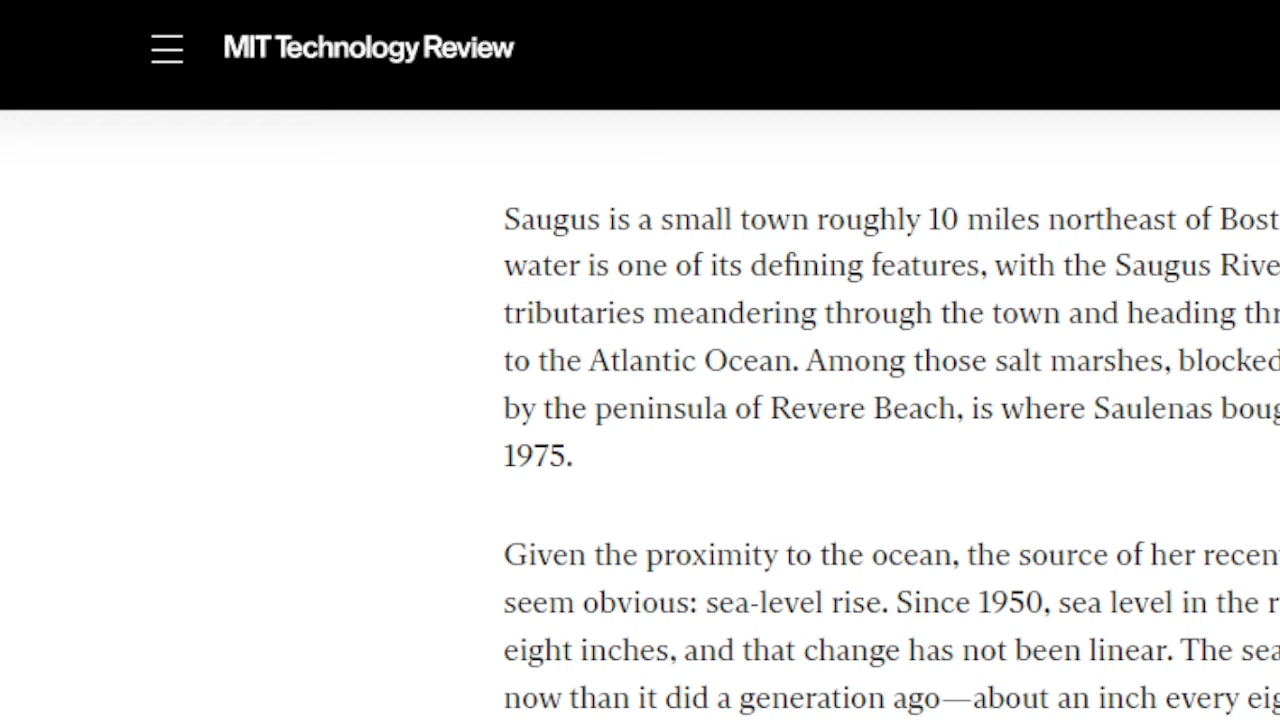 MIT Technology Review
Saugus is a small town roughly 10 miles northeast of Bost
water is one of its defining features, with the Saugus Rive
tributaries meandering through the town and heading thr
to the Atlantic Ocean. Among those salt marshes, blocked
by the peninsula of Revere Beach, is where Saulenas boug
1975.
Given the proximity to the ocean, the source of her recen
seem obvious: sea-level rise. Since 1950, sea level in the r
eight inches, and that change has not been linear. The sea
now than it did a generation ago—about an inch every eig